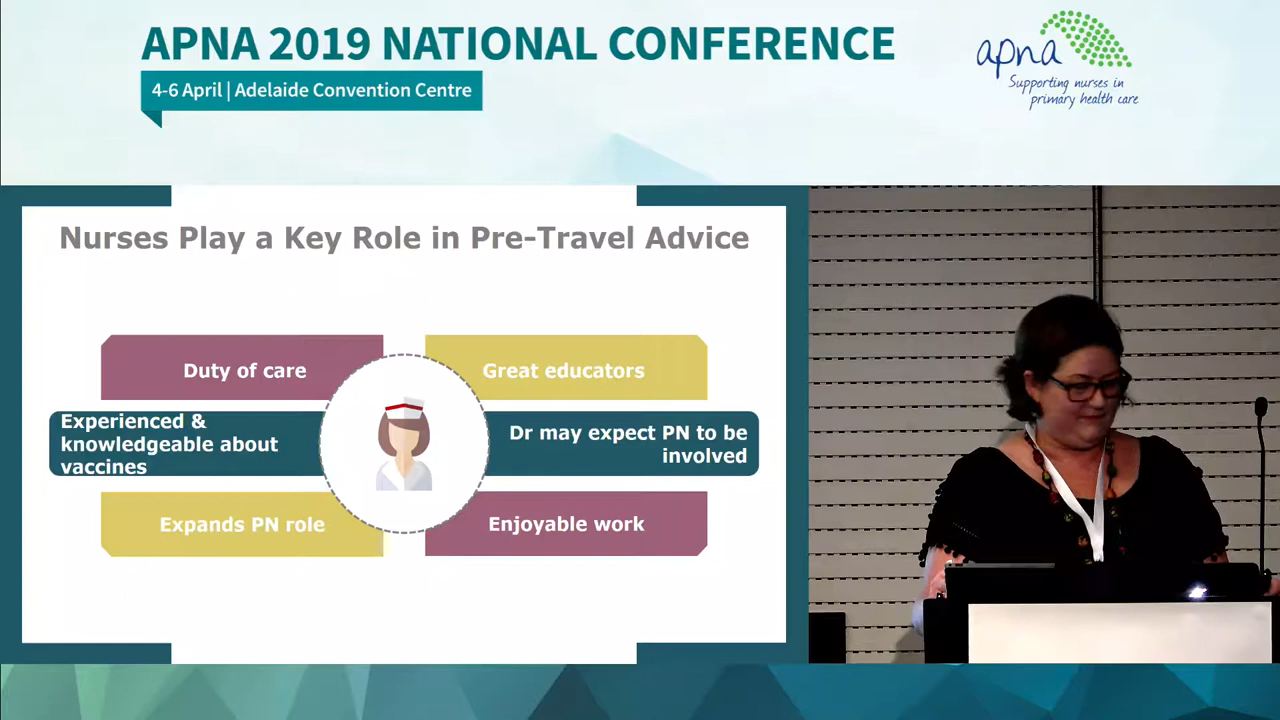 APNA 2019 NATIONAL CONFERENCE
4-6 April | Adelaide Convention Centre
apna
Supporting nurses in
primary health care
Nurses Play a Key Role in Pre-Travel Advice
Duty of care
Great educators
Experienced &
knowledgeable about
vaccines
Dr may expect PN to be
involved
Expands PN role
Enjoyable work